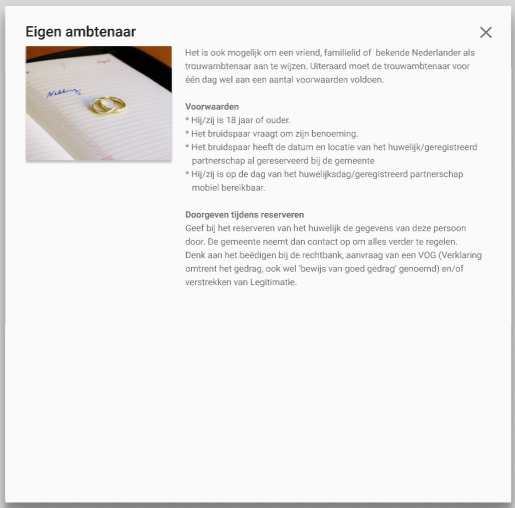 Eigen ambtenaar
Wedding
Het is ook mogelijk om een vriend, familielid of bekende Nederlander als
trouwambtenaar aan te wijzen. Uiteraard moet de trouwambtenaar voor
één dag wel aan een aantal voorwaarden voldoen.
Voorwaarden
* Hij/zij is 18 jaar of ouder.
* Het bruidspaar vraagt om zijn benoeming.
* Het bruidspaar heeft de datum en locatie van het huwelijk/geregistreerd
partnerschap al gereserveerd bij de gemeente
* Hij/zij is op de dag van het huwelijksdag/geregistreerd partnerschap
mobiel bereikbaar.
Doorgeven tijdens reserveren
Geef bij het reserveren van het huwelijk de gegevens van deze persoon
door. De gemeente neemt dan contact op om alles verder te regelen.
Denk aan het beëdigen bij de rechtbank, aanvraag van een VOG (Verklaring
omtrent het gedrag, ook wel ‘bewijs van goed gedrag’ genoemd) en/of
verstrekken van Legitimatie.